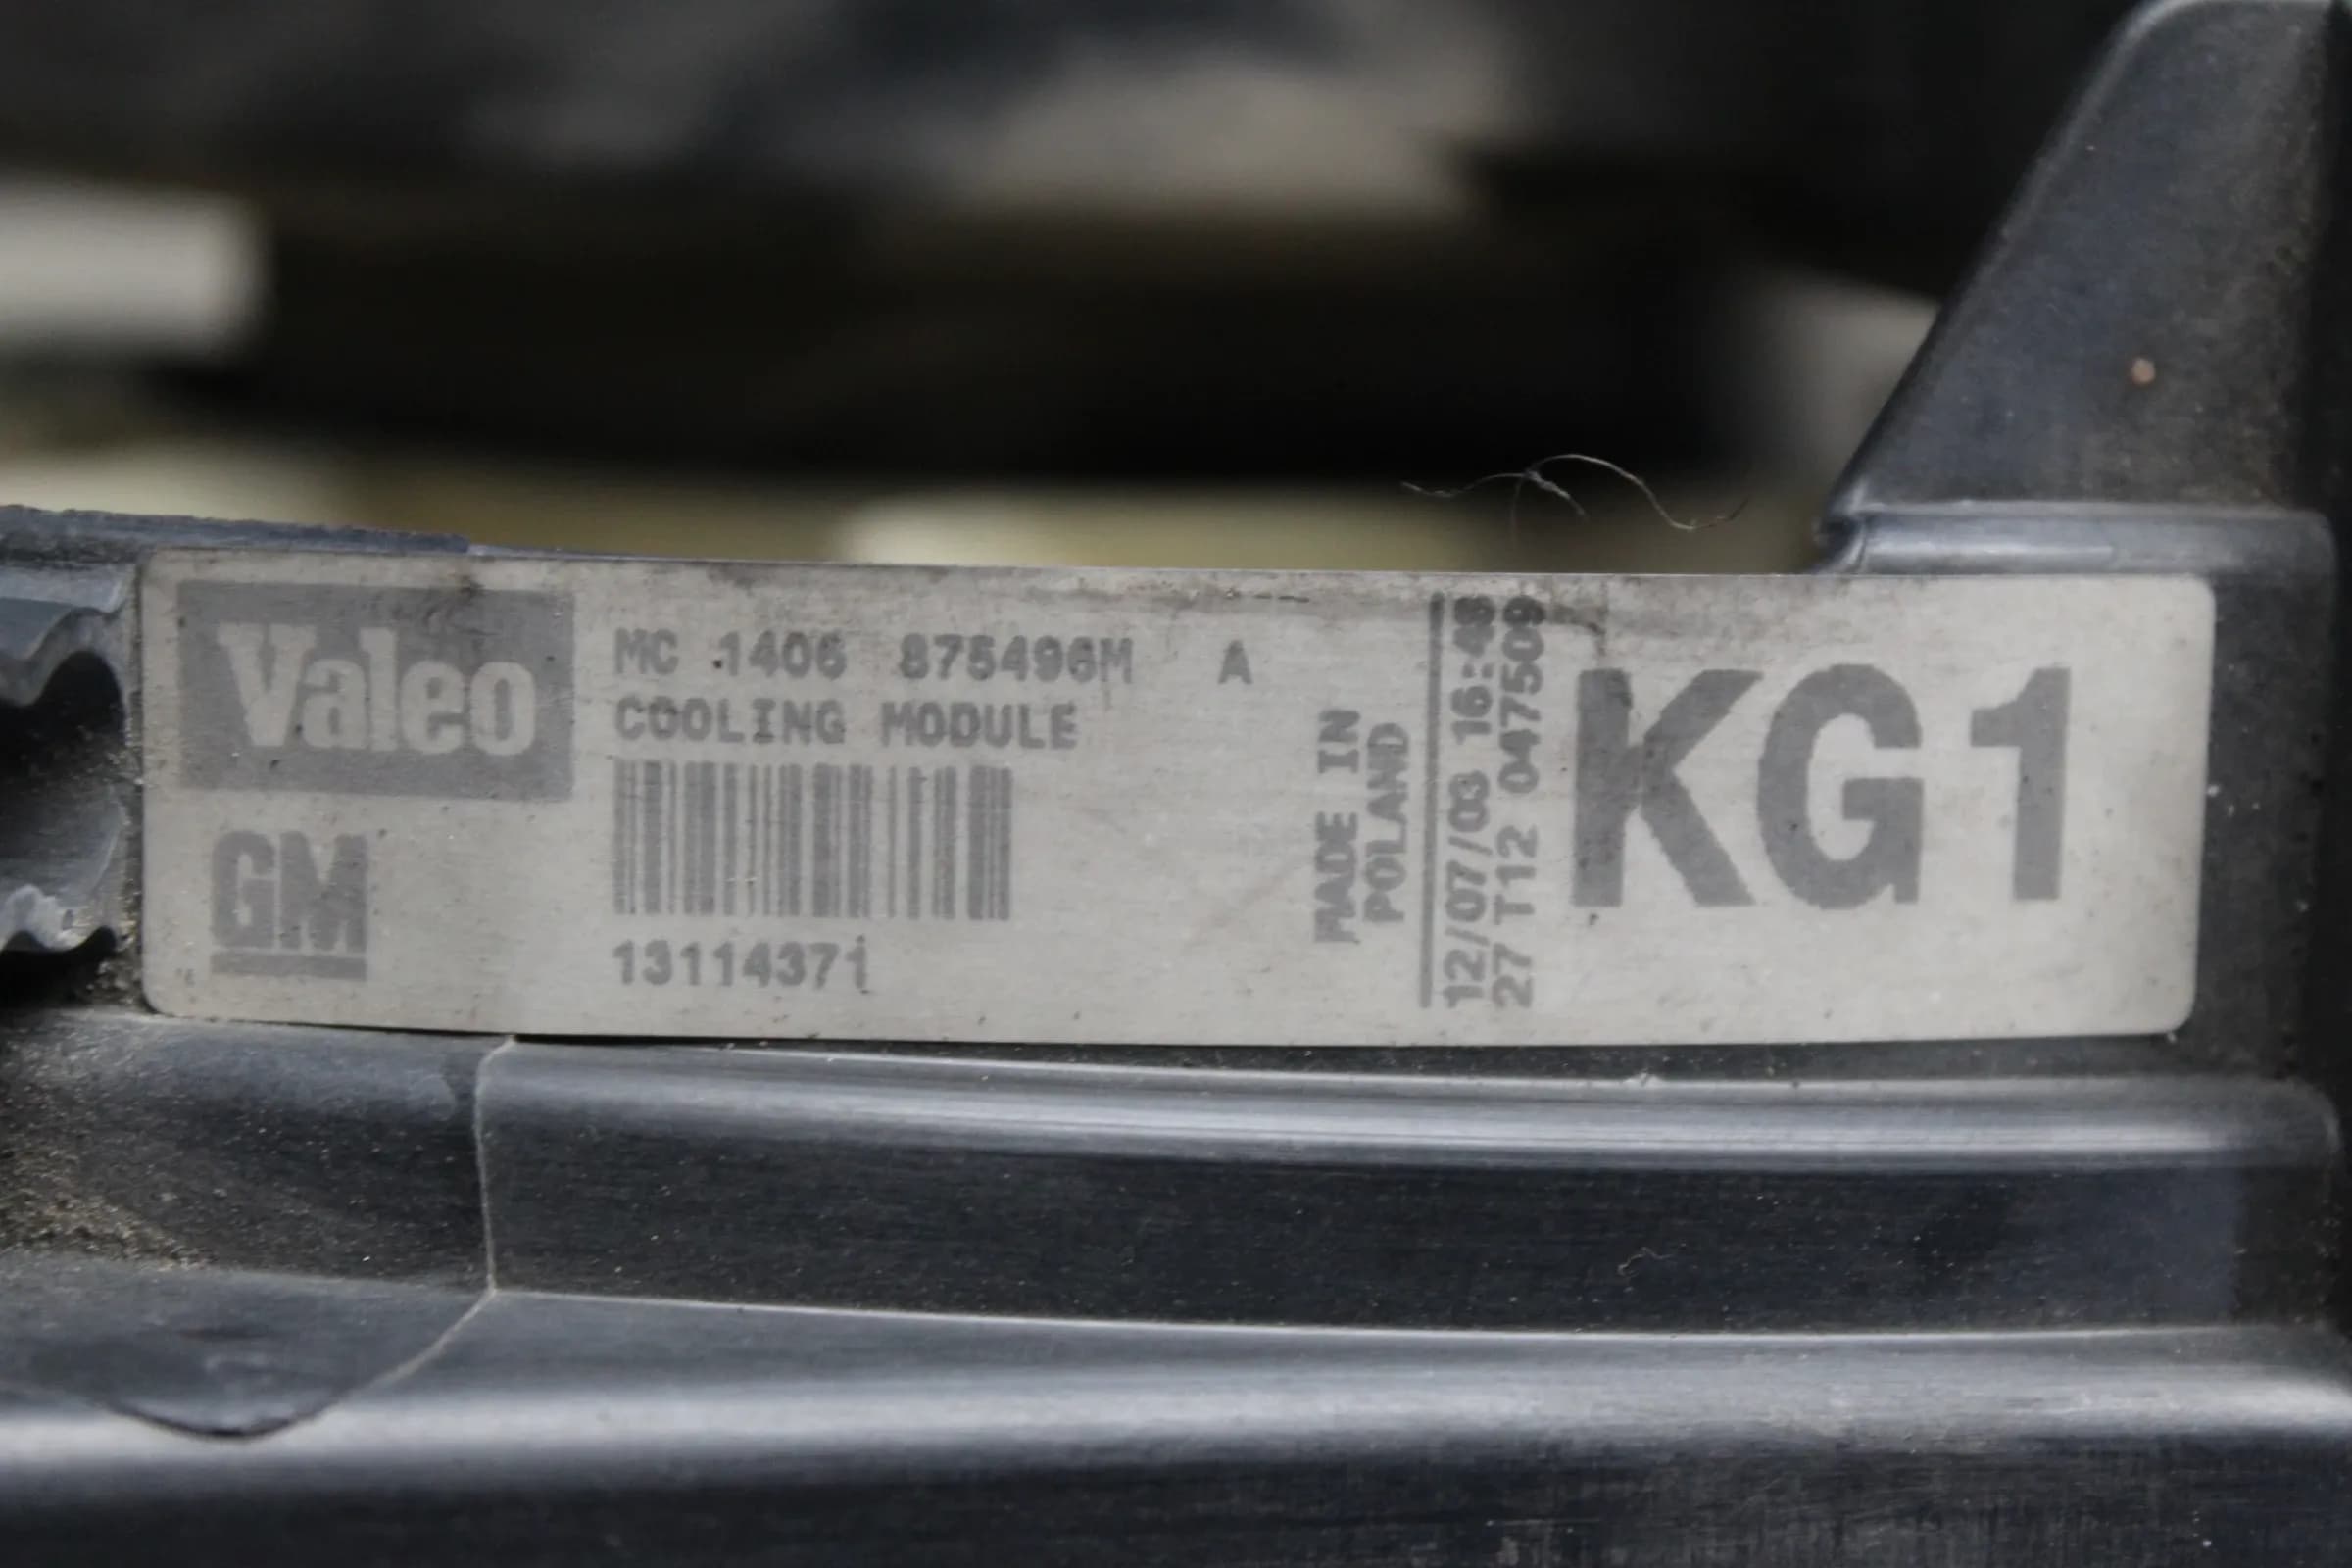 Valeo
GM
MC 1406 875496M A
COOLING MODULE
13114371
MADE IN
POLAND
12/07/03 16:48
27 T12 047509
KG1